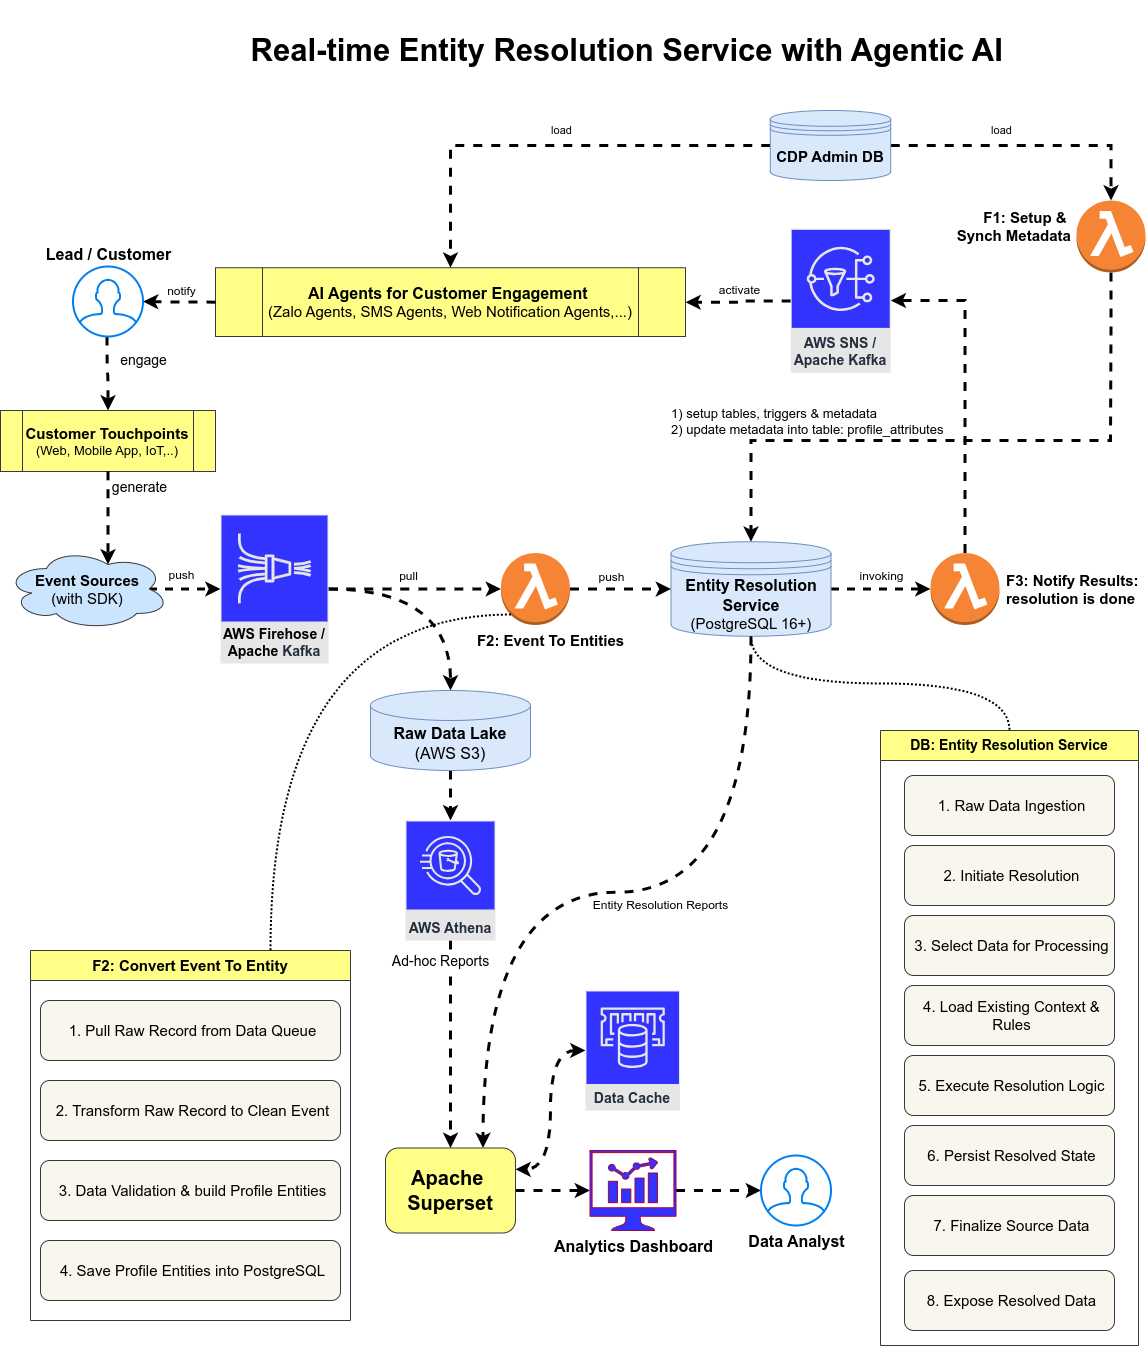 Real-time Entity Resolution Service with Agentic AI
load
load
CDP Admin DB
F1: Setup &
Synch Metadata
Lead / Customer
notify
AI Agents for Customer Engagement
(Zalo Agents, SMS Agents, Web Notification Agents,...)
activate
AWS SNS /
Apache Kafka
engage
Customer Touchpoints
(Web, Mobile App, IoT,..)
1) setup tables, triggers & metadata
2) update metadata into table: profile_attributes
generate
Event Sources
(with SDK)
push
AWS Firehose /
Apache Kafka
pull
F2: Event To Entities
push
Entity Resolution
Service
(PostgreSQL 16+)
invoking
F3: Notify Results:
resolution is done
Raw Data Lake
(AWS S3)
AWS Athena
Ad-hoc Reports
Entity Resolution Reports
DB: Entity Resolution Service
1. Raw Data Ingestion
2. Initiate Resolution
3. Select Data for Processing
4. Load Existing Context &
Rules
5. Execute Resolution Logic
6. Persist Resolved State
7. Finalize Source Data
8. Expose Resolved Data
F2: Convert Event To Entity
1. Pull Raw Record from Data Queue
2. Transform Raw Record to Clean Event
3. Data Validation & build Profile Entities
4. Save Profile Entities into PostgreSQL
Data Cache
Apache
Superset
Analytics Dashboard
Data Analyst